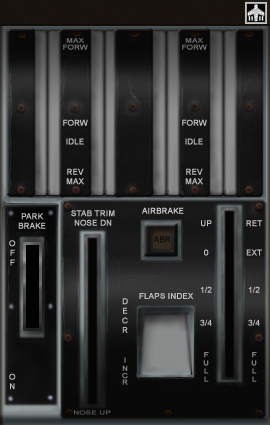 MAX
FORW
MAX
FORW
FORW
FORW
IDLE
IDLE
REV
MAX
REV
MAX
PARK
BRAKE
OFF
ON
STAB TRIM
NOSE DN
NOSE UP
AIRBRAKE
ABR
FLAPS INDEX
DECR
INCR
UP
0
1/2
3/4
FULL
RET
EXT
1/2
3/4
FULL